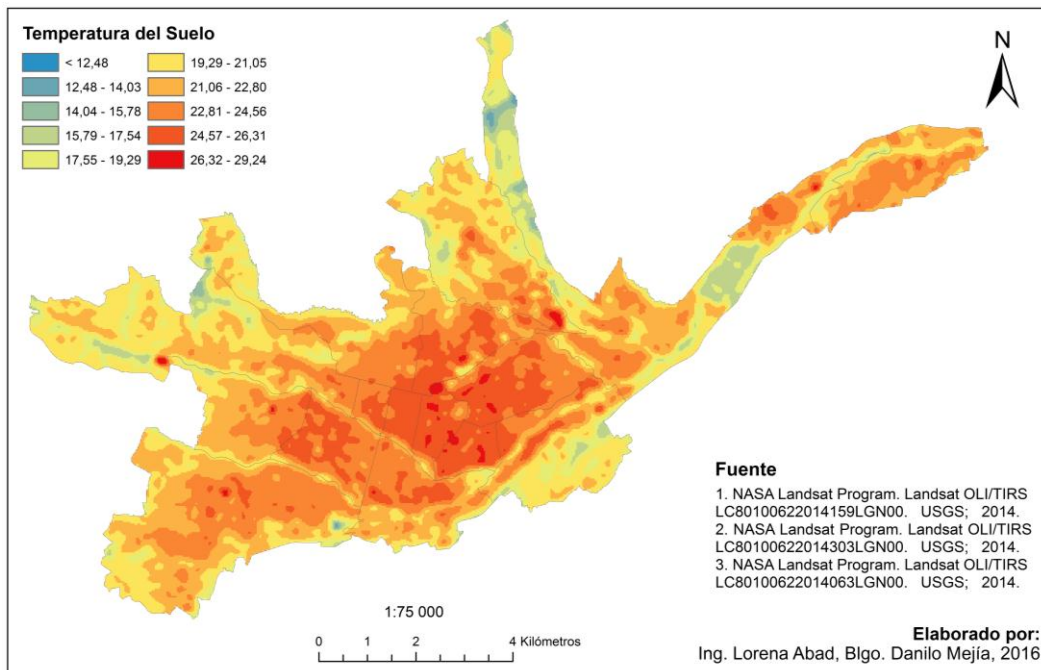 Temperatura del Suelo
< 12,48
12,48 - 14,03
14,04 - 15,78
15,79 - 17,54
17,55 - 19,29
19,29 - 21,05
21,06 - 22,80
22,81 - 24,56
24,57 - 26,31
26,32 - 29,24
N
Fuente
1. NASA Landsat Program. Landsat OLI/TIRS
LC80100622014159LGN00. USGS; 2014.
2. NASA Landsat Program. Landsat OLI/TIRS
LC80100622014303LGN00. USGS; 2014.
3. NASA Landsat Program. Landsat OLI/TIRS
LC80100622014063LGN00. USGS; 2014.
1:75 000
0 1 2 4 Kilómetros
Elaborado por:
Ing. Lorena Abad, Blgo. Danilo Mejía, 2016